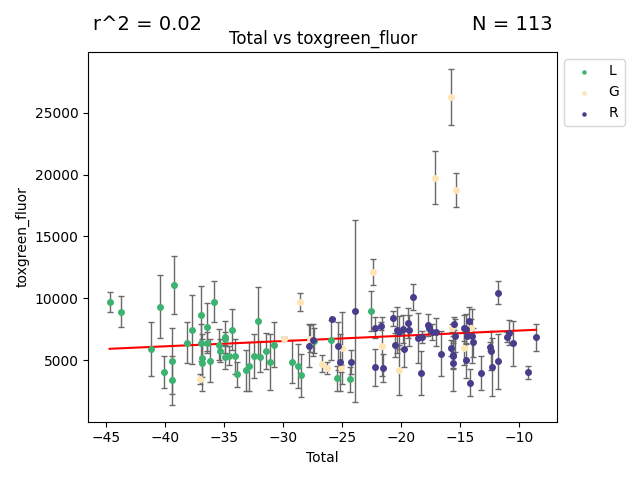 r^2 = 0.02
N = 113
Total vs toxgreen_fluor
L
G
R
25000
20000
15000
10000
5000
toxgreen_fluor
−45 −40 −35 −30 −25 −20 −15 −10
Total